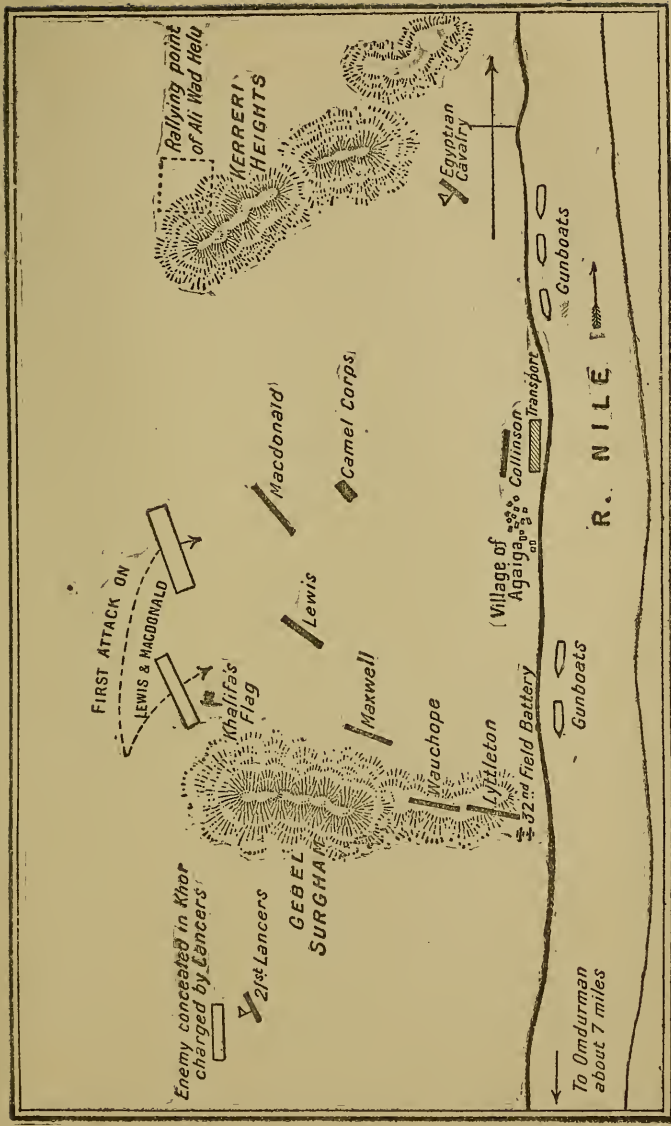 Rallying point
of Ali Wad Helu
KERRERI
HEIGHTS
Egyptian
Cavalry
Gunboats
FIRST ATTACK ON
LEWIS & MACDONALD
Macdonald
Camel Corps
Collinson
Transport
R. NILE
Khalifa's
Flag
Lewis
Maxwell
Village of
Agaiga
Wauchope
Lyttleton
32nd Field Battery
Gunboats
Enemy concealed in Khor
charged by Lancers
21st Lancers
GEBEL
SURGHAM
To Omdurman
about 7 miles